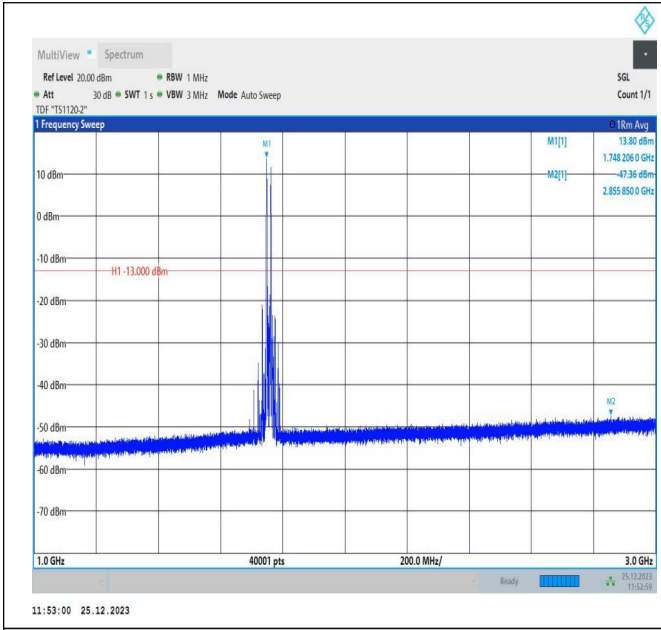 MultiView Spectrum
Ref Level 20.00 dBm RBW 1 MHz SGL
Att 30 dB SWT 1 s VBW 3 MHz Mode Auto Sweep Count 1/1
TDF "TS1120-2"
1 Frequency Sweep 1Rm Avg
M1 M1[1] 13.80 dBm
1.748 206 0 GHz
10 dBm M2[1] -47.36 dBm
2.855 850 0 GHz
0 dBm
-10 dBm
H1 -13.000 dBm
-20 dBm
-30 dBm
-40 dBm
M2
-50 dBm
-60 dBm
-70 dBm
1.0 GHz 40001 pts 200.0 MHz/ 3.0 GHz
Ready 25.12.2023
11:52:59
11:53:00 25.12.2023